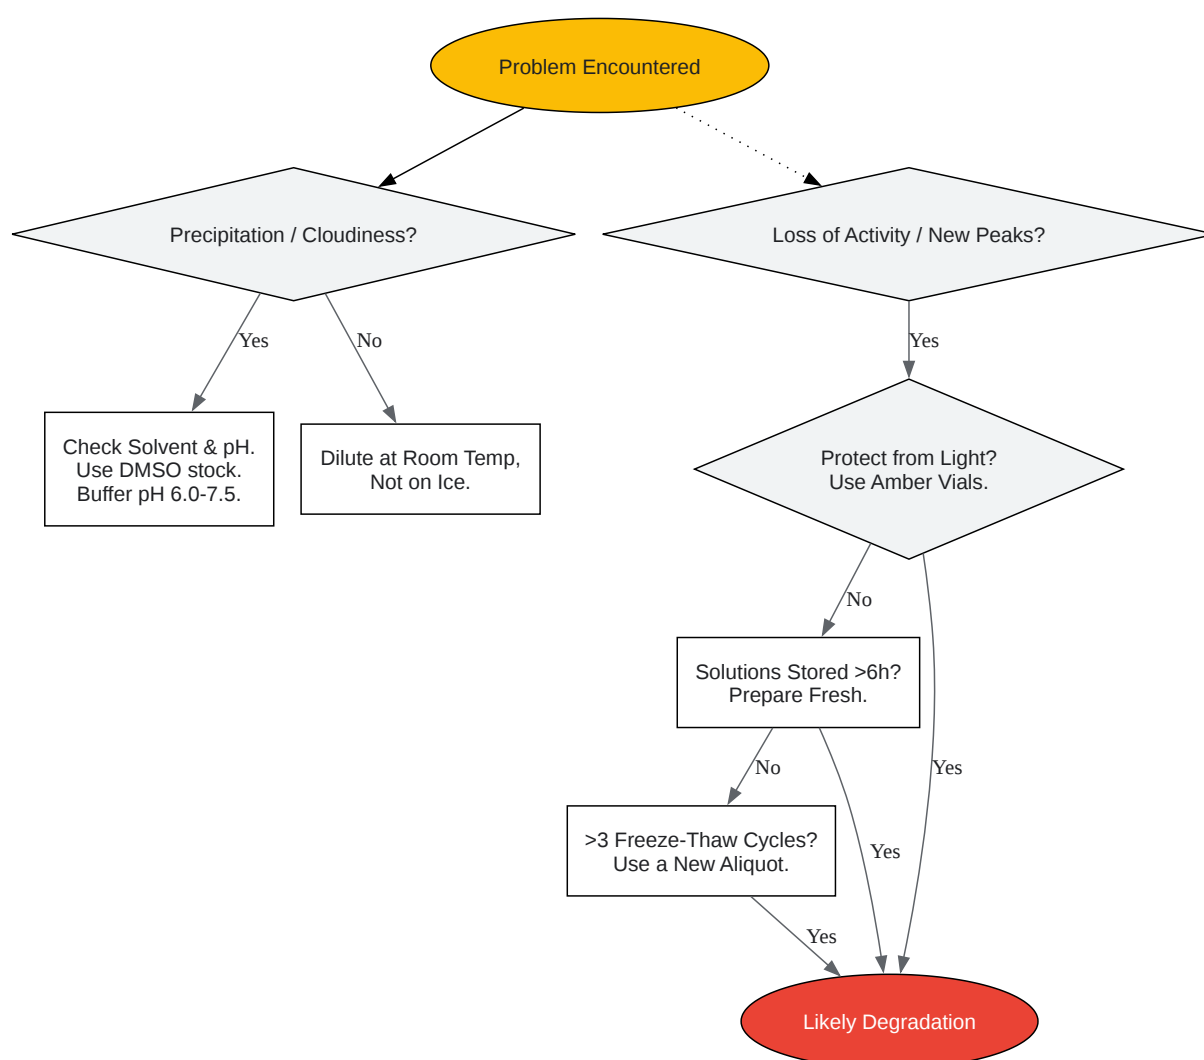 Problem Encountered
Precipitation / Cloudiness?
Loss of Activity / New Peaks?
Yes
No
Yes
Check Solvent & pH.
Use DMSO stock.
Buffer pH 6.0-7.5.
Dilute at Room Temp,
Not on Ice.
Protect from Light?
Use Amber Vials.
No
Solutions Stored >6h?
Prepare Fresh.
No
Yes
>3 Freeze-Thaw Cycles?
Use a New Aliquot.
Yes
Yes
Likely Degradation